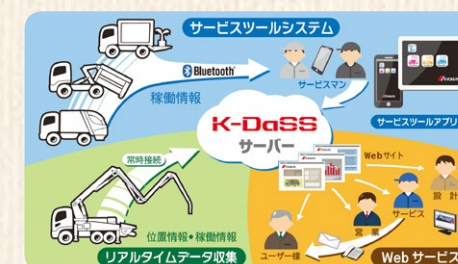 サービスツールシステム
Bluetooth
稼働情報
サービスマン
サービスツールアプリ
K-DaSS
サーバー
常時接続
Webサイト
設計
サービス
営業
位置情報・稼働情報
ユーザー様
リアルタイムデータ収集
Web サービス